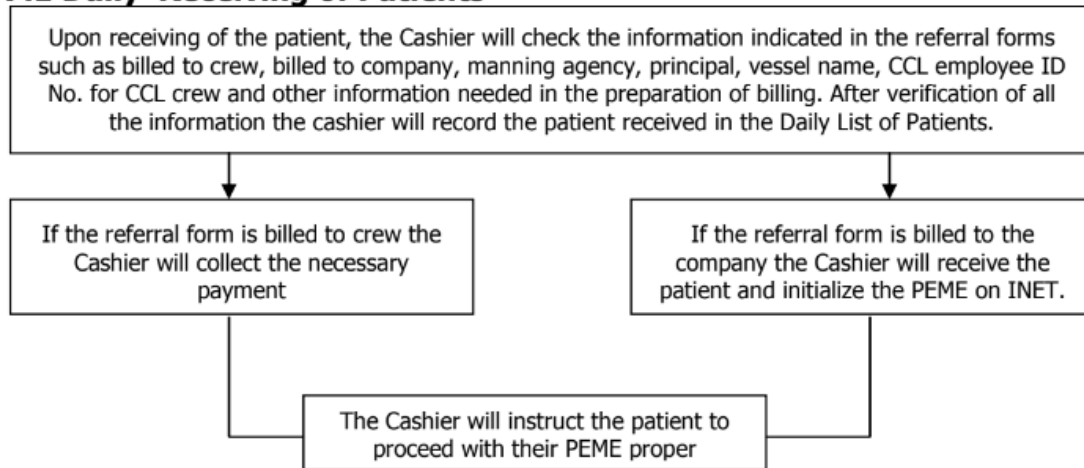 Daily Receiving of Patients
Upon receiving of the patient, the Cashier will check the information indicated in the referral forms
such as billed to crew, billed to company, manning agency, principal, vessel name, CCL employee ID
No. for CCL crew and other information needed in the preparation of billing. After verification of all
the information the cashier will record the patient received in the Daily List of Patients.
If the referral form is billed to crew the
Cashier will collect the necessary
payment
If the referral form is billed to the
company the Cashier will receive the
patient and initialize the PEME on INET.
The Cashier will instruct the patient to
proceed with their PEME proper